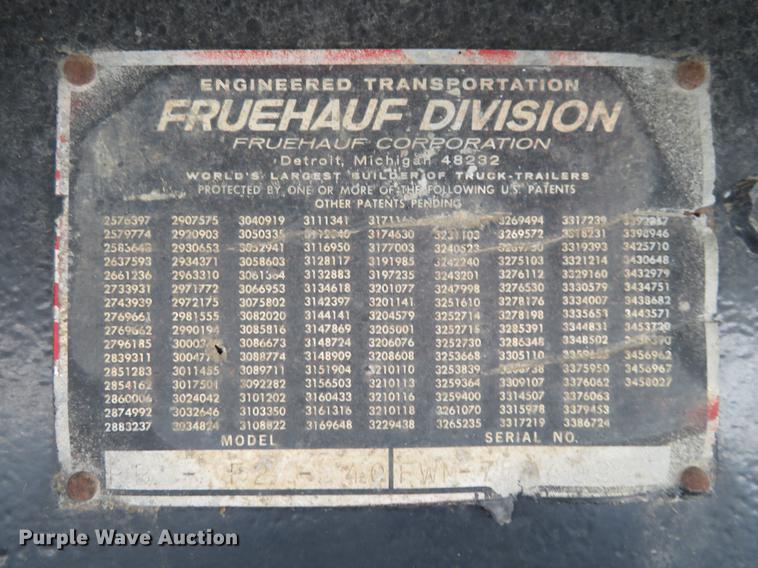 ENGINEERED TRANSPORTATION
FRUEHAUF DIVISION
FRUEHAUF CORPORATION
Detroit, Michigan 48232
WORLD'S LARGEST BUILDER OF TRUCK-TRAILERS
PROTECTED BY ONE OR MORE OF THE FOLLOWING U.S. PATENTS
OTHER PATENTS PENDING
2576397 2907575 3040919 3111341 3269494 3317239
2579774 2920903 3050335 3174630 3231103 3269572 3318231 3398946
2585648 2930653 3052941 3116950 3177003 3240523 3319393 3425710
2637593 2934371 3058603 3128117 3191985 3242240 3275103 3321214 3430648
2661236 2963310 3061364 3132883 3197235 3243201 3276112 3329160 3432979
2733931 2971772 3066953 3134618 3201077 3247998 3276530 3330579 3434751
2743939 2972175 3075802 3142397 3201141 3251610 3278176 3334007 3438682
2769661 2981555 3082020 3144141 3204579 3252714 3278198 3335653 3443571
2769662 2990194 3085816 3147869 3205001 3252715 3285391 3344831 3453720
2796185 3086673 3148724 3206076 3252730 3286348 3348502
2839311 3088774 3148909 3208608 3253668 3305110 3456962
2851283 3011455 3089711 3151904 3210110 3253839 3375950 3456967
2854162 3017501 3092282 3156503 3210113 3259364 3309107 3376062 3458027
2860006 3024042 3101202 3160433 3210116 3259400 3314507 3376063
2874992 3032646 3103350 3161316 3210118 3261070 3315978 3379453
2883237 3034824 3108822 3169648 3229438 3265235 3317219 3386724
MODEL SERIAL NO.
FWM-
Purple Wave Auction